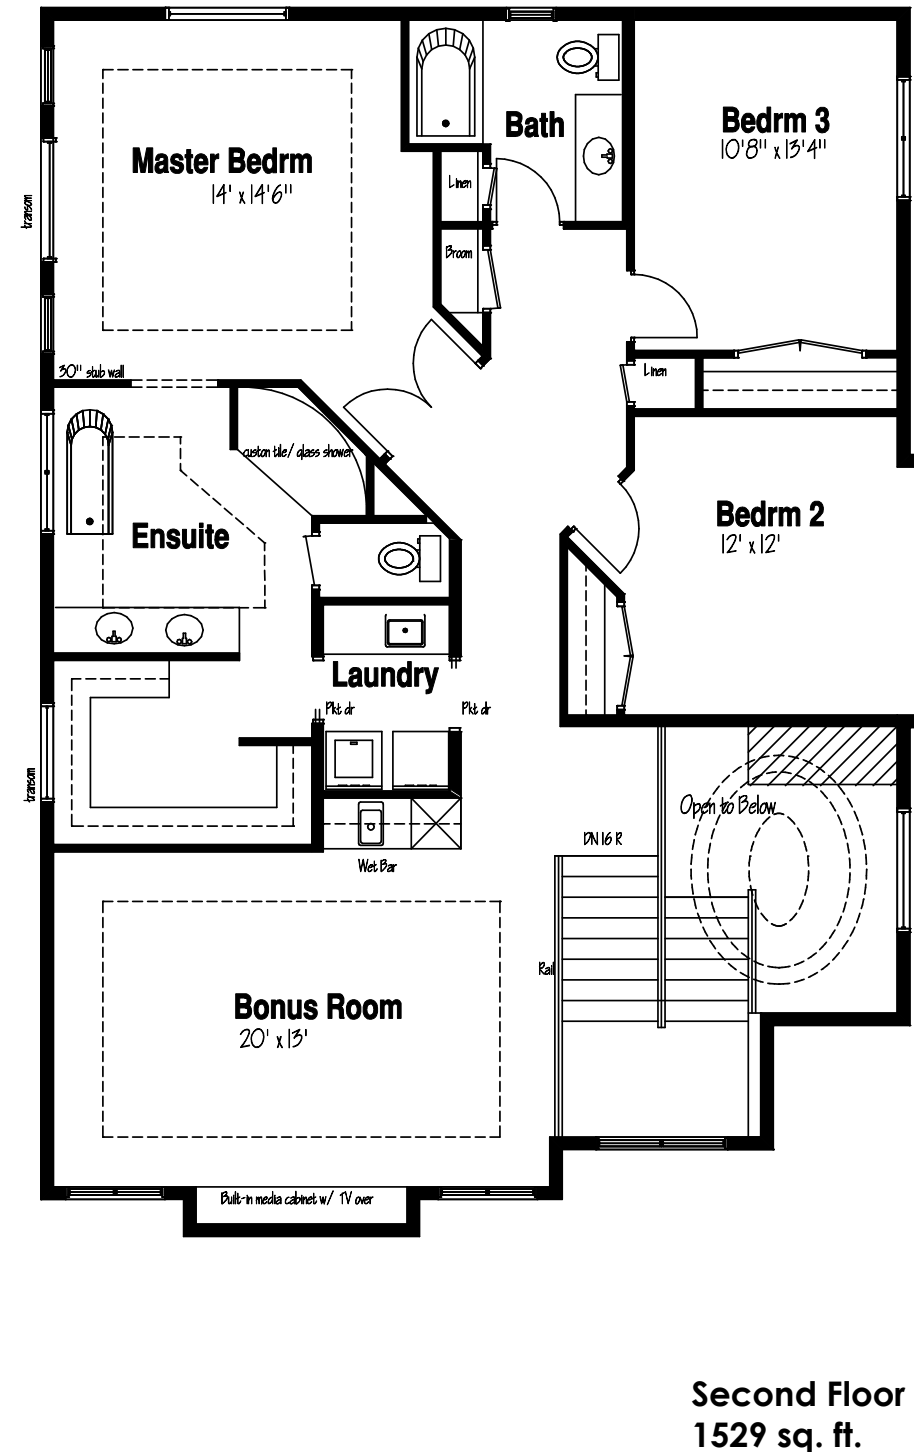 Bath
Bedrm 3
10'8" x 13'4"
Master Bedrm
14' x 14'6"
Linen
transom
Broom
30" stub wall
Linen
custon tile/ glass shower
Bedrm 2
12' x 12'
Ensuite
Laundry
Pkt dr
Pkt dr
transom
Open to Below
DN 16 R
Wet Bar
Rail
Bonus Room
20' x 13'
Built-in media cabinet w/ TV over
Second Floor
1529 sq. ft.